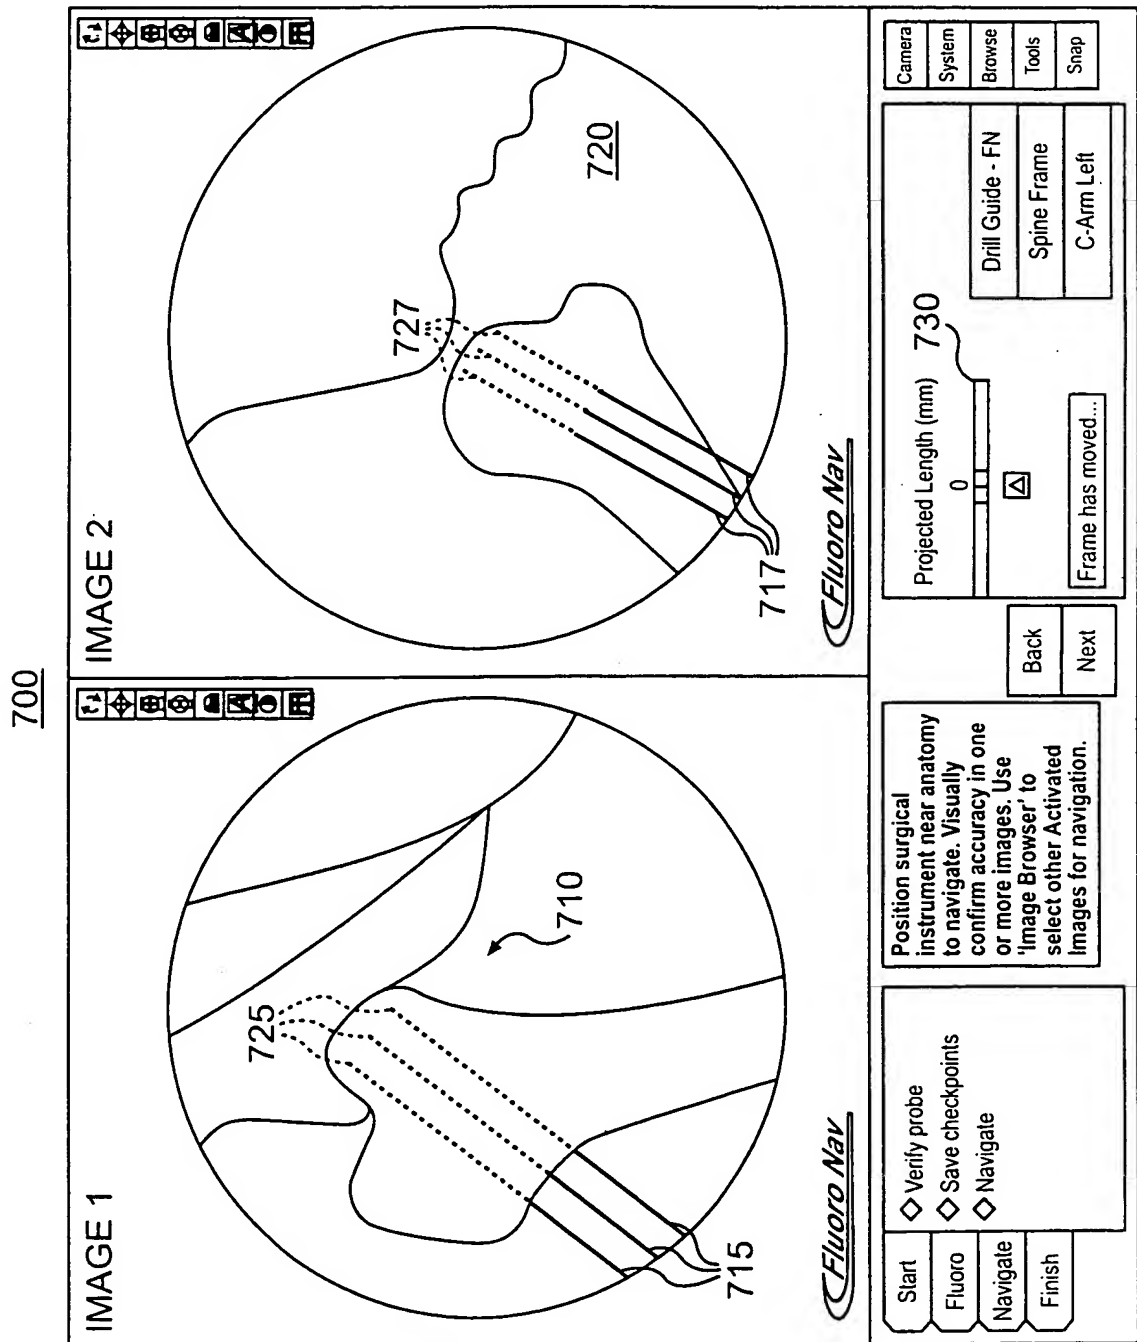 700
IMAGE 1
725
710
715
Fluoro Nav
IMAGE 2
727
720
717
Fluoro Nav
Start
Fluoro
Navigate
Finish
Verify probe
Save checkpoints
Navigate
Position surgical
instrument near anatomy
to navigate. Visually
confirm accuracy in one
or more images. Use
'Image Browser' to
select other Activated
Images for navigation.
Back
Next
Projected Length (mm)
0
730
Frame has moved...
Drill Guide - FN
Spine Frame
C-Arm Left
Camera
System
Browse
Tools
Snap